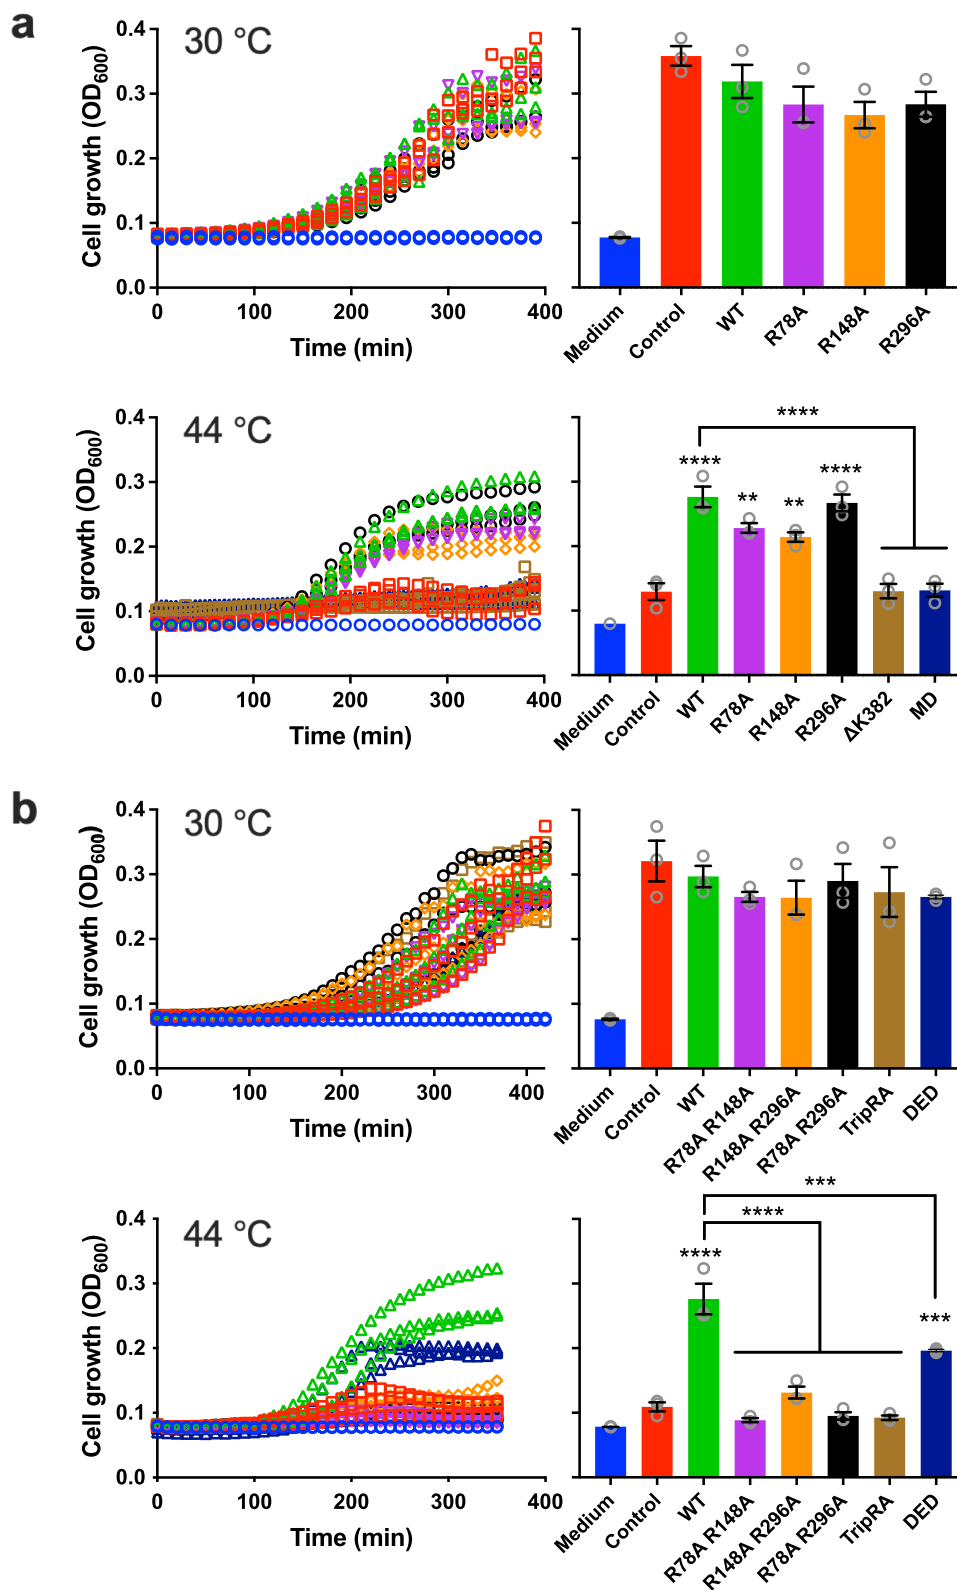 a
30 °C
Cell growth (OD600)
0.4
0.3
0.2
0.1
0.0
0 100 200 300 400
Time (min)
Medium Control WT R78A R148A R296A
44 °C
Cell growth (OD600)
0.4
0.3
0.2
0.1
0.0
0 100 200 300 400
Time (min)
****
**** ** ** ****
Medium Control WT R78A R148A R296A ΔK382 MD
b
30 °C
Cell growth (OD600)
0.4
0.3
0.2
0.1
0.0
0 100 200 300 400
Time (min)
Medium Control WT R78A R148A R148A R296A R78A R296A TripRA DED
44 °C
Cell growth (OD600)
0.4
0.3
0.2
0.1
0.0
0 100 200 300 400
Time (min)
***
****
****
***
Medium Control WT R78A R148A R148A R296A R78A R296A TripRA DED